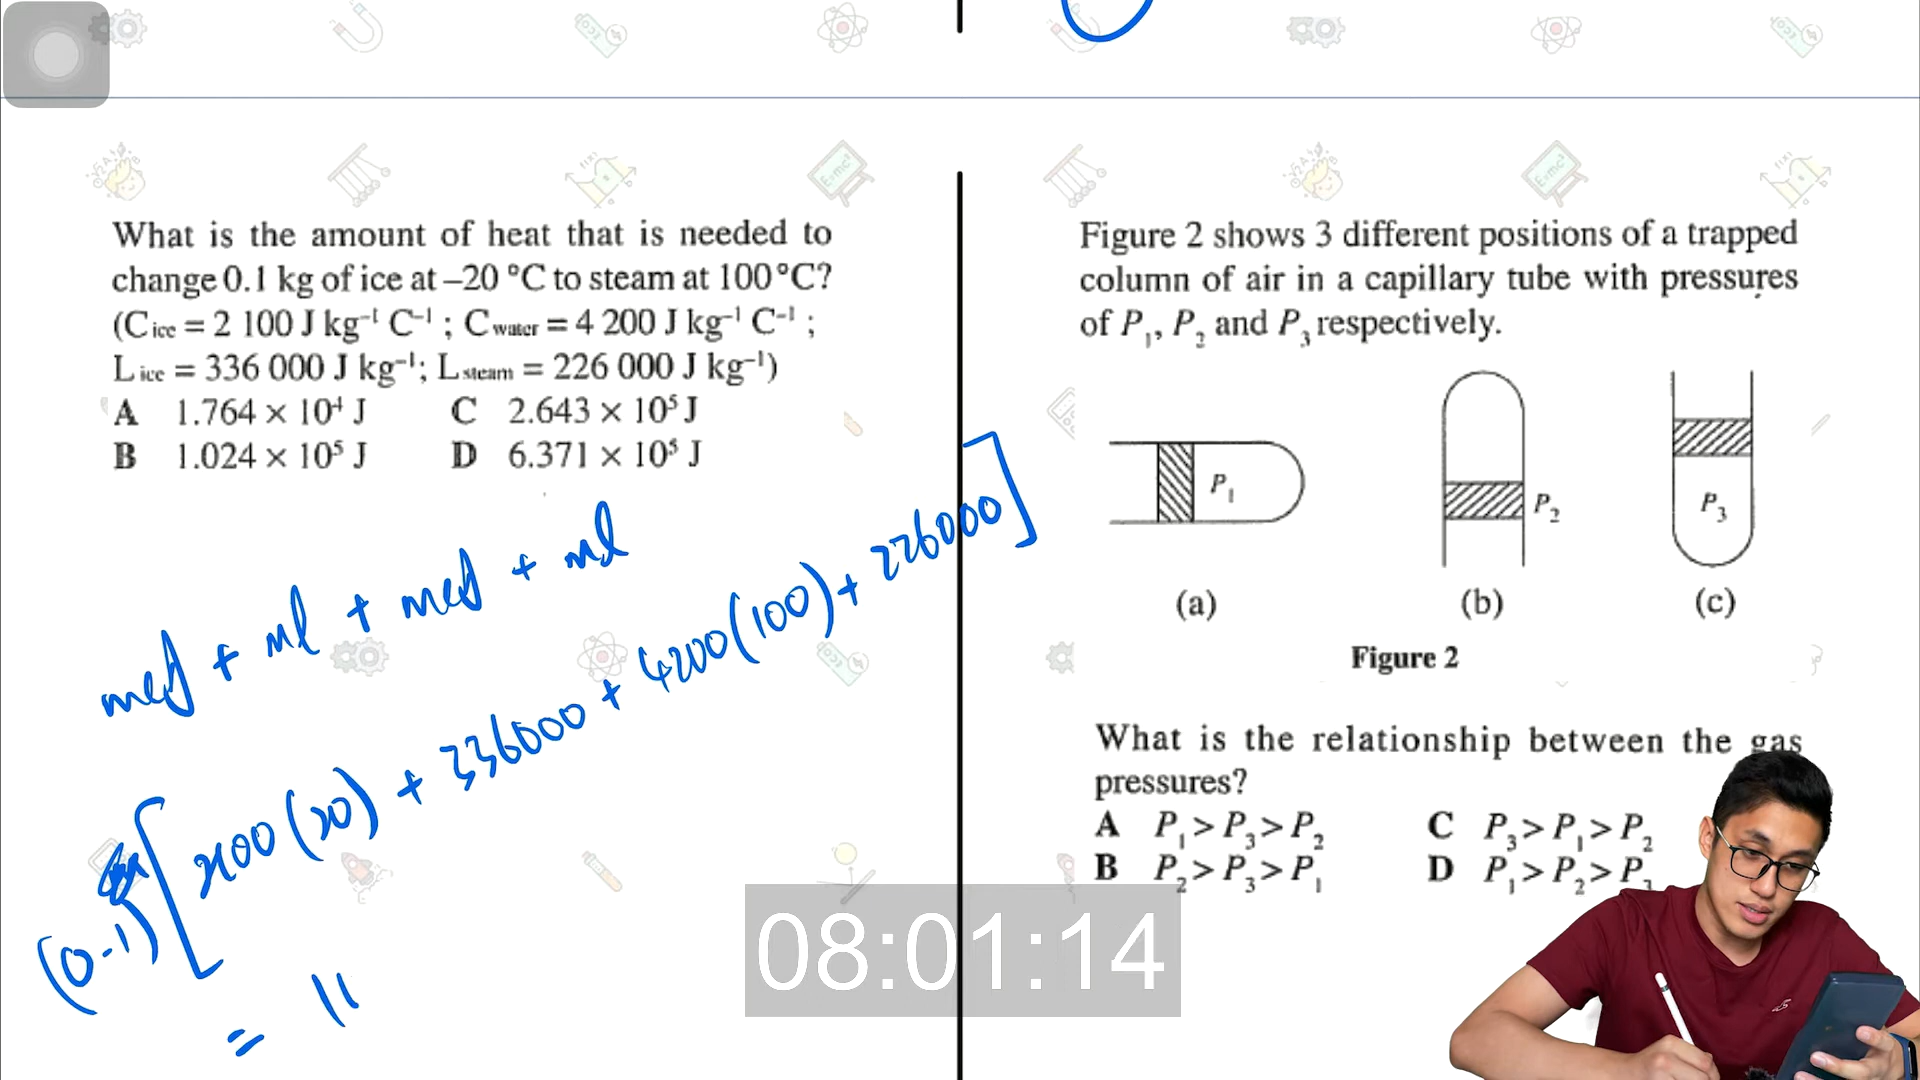 What is the amount of heat that is needed to
change 0.1 kg of ice at –20 °C to steam at 100 °C?
(C ice = 2 100 J kg⁻¹ C⁻¹ ; C water = 4 200 J kg⁻¹ C⁻¹ ;
L ice = 336 000 J kg⁻¹; L steam = 226 000 J kg⁻¹)
A 1.764 × 10⁴ J C 2.643 × 10⁵ J
B 1.024 × 10⁵ J D 6.371 × 10⁵ J
mcθ + ml + mcθ + ml
(0.1) [2100(20) + 336000 + 4200(100) + 226000]
= 11
Figure 2 shows 3 different positions of a trapped
column of air in a capillary tube with pressures
of P₁, P₂ and P₃ respectively.
P₁
P₂
P₃
(a) (b) (c)
Figure 2
What is the relationship between the gas
pressures?
A P₁ > P₃ > P₂ C P₃ > P₁ > P₂
B P₂ > P₃ > P₁ D P₁ > P₂ > P₃
08:01:14